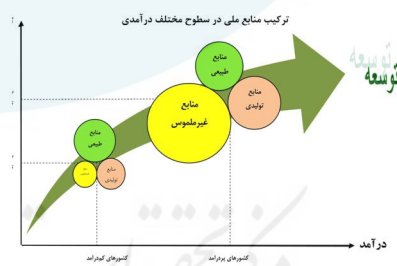 ترکیب منابع ملی در سطوح مختلف درآمدی
توسعه
توسعه
منابع
طبیعی
منابع
تولیدی
منابع
غیرملموس
منابع
طبیعی
منابع
تولیدی
درآمد
کشورهای کم‌درآمد
کشورهای پردرآمد